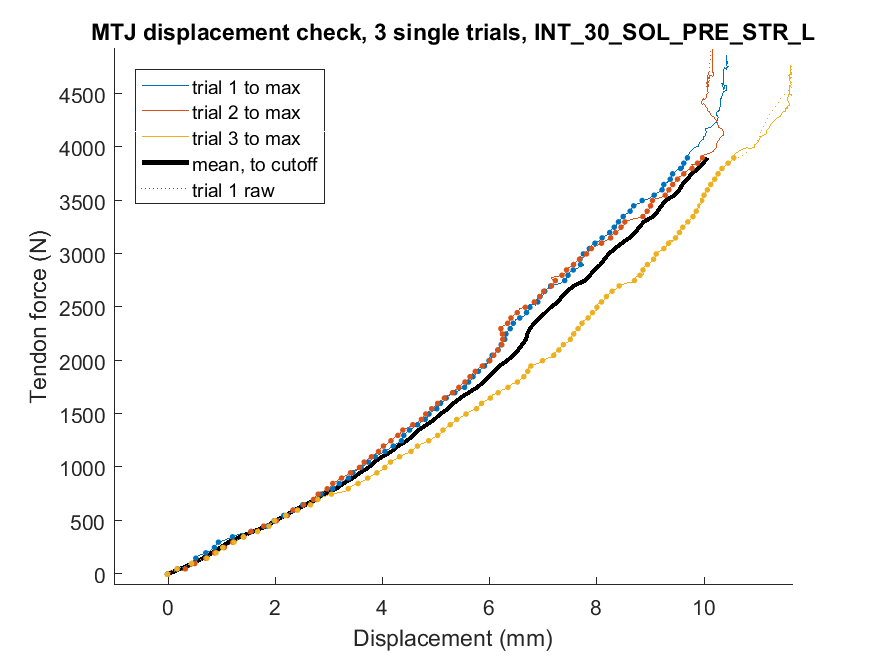 MTJ displacement check, 3 single trials, INT_30_SOL_PRE_STR_L
trial 1 to max
trial 2 to max
trial 3 to max
mean, to cutoff
trial 1 raw
4500
4000
3500
3000
2500
2000
1500
1000
500
0
Tendon force (N)
0 2 4 6 8 10
Displacement (mm)